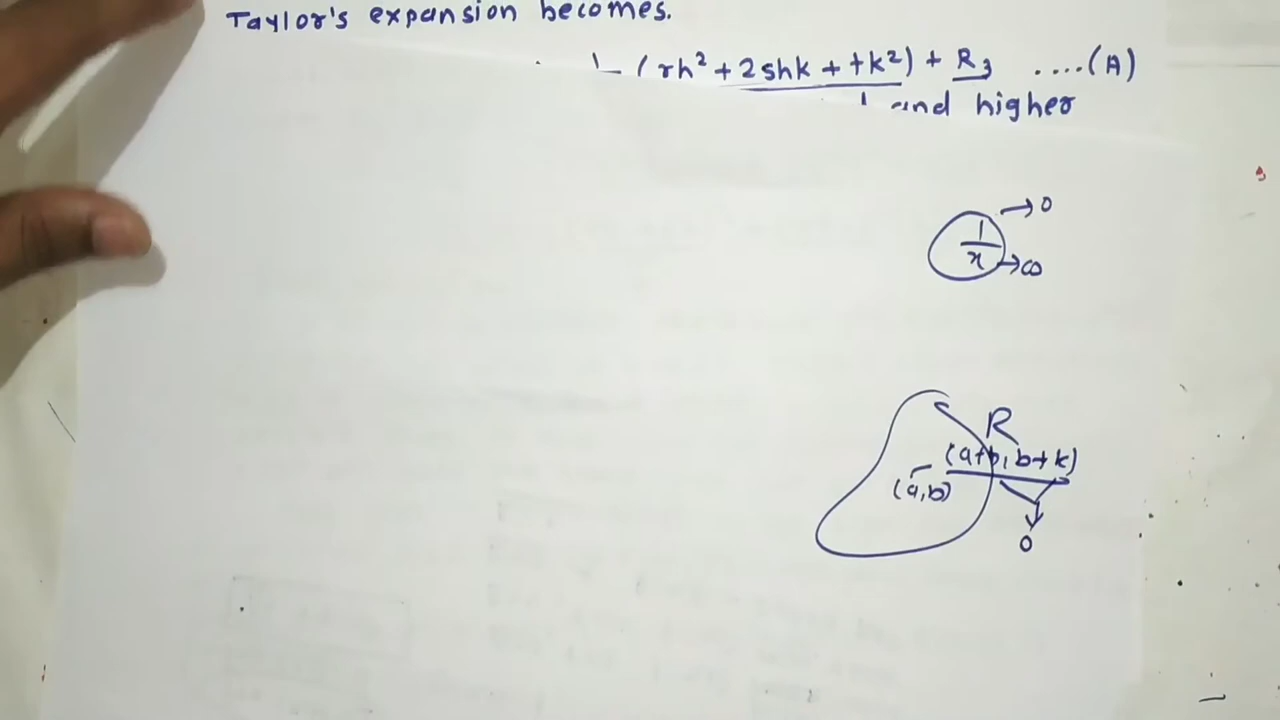 Taylor's expansion becomes.
(rh² + 2shk + tk²) + R₃ ....(A)
and higher
1/x → 0
→ ∞
R
(a+h, b+k)
(a,b)
0